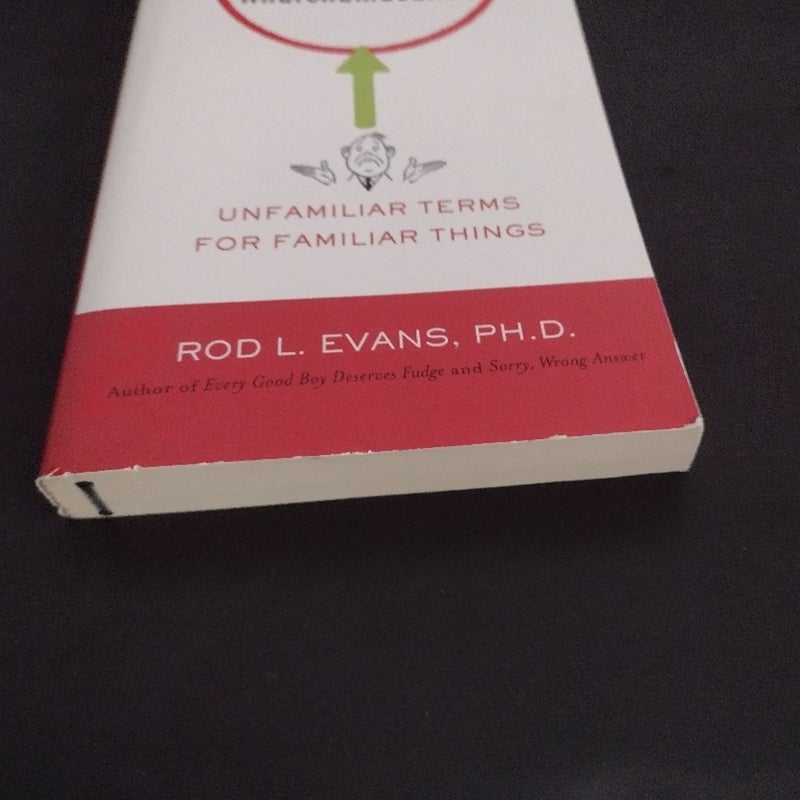 UNFAMILIAR TERMS
FOR FAMILIAR THINGS
ROD L. EVANS, PH.D.
Author of Every Good Boy Deserves Fudge and Sorry, Wrong Answer